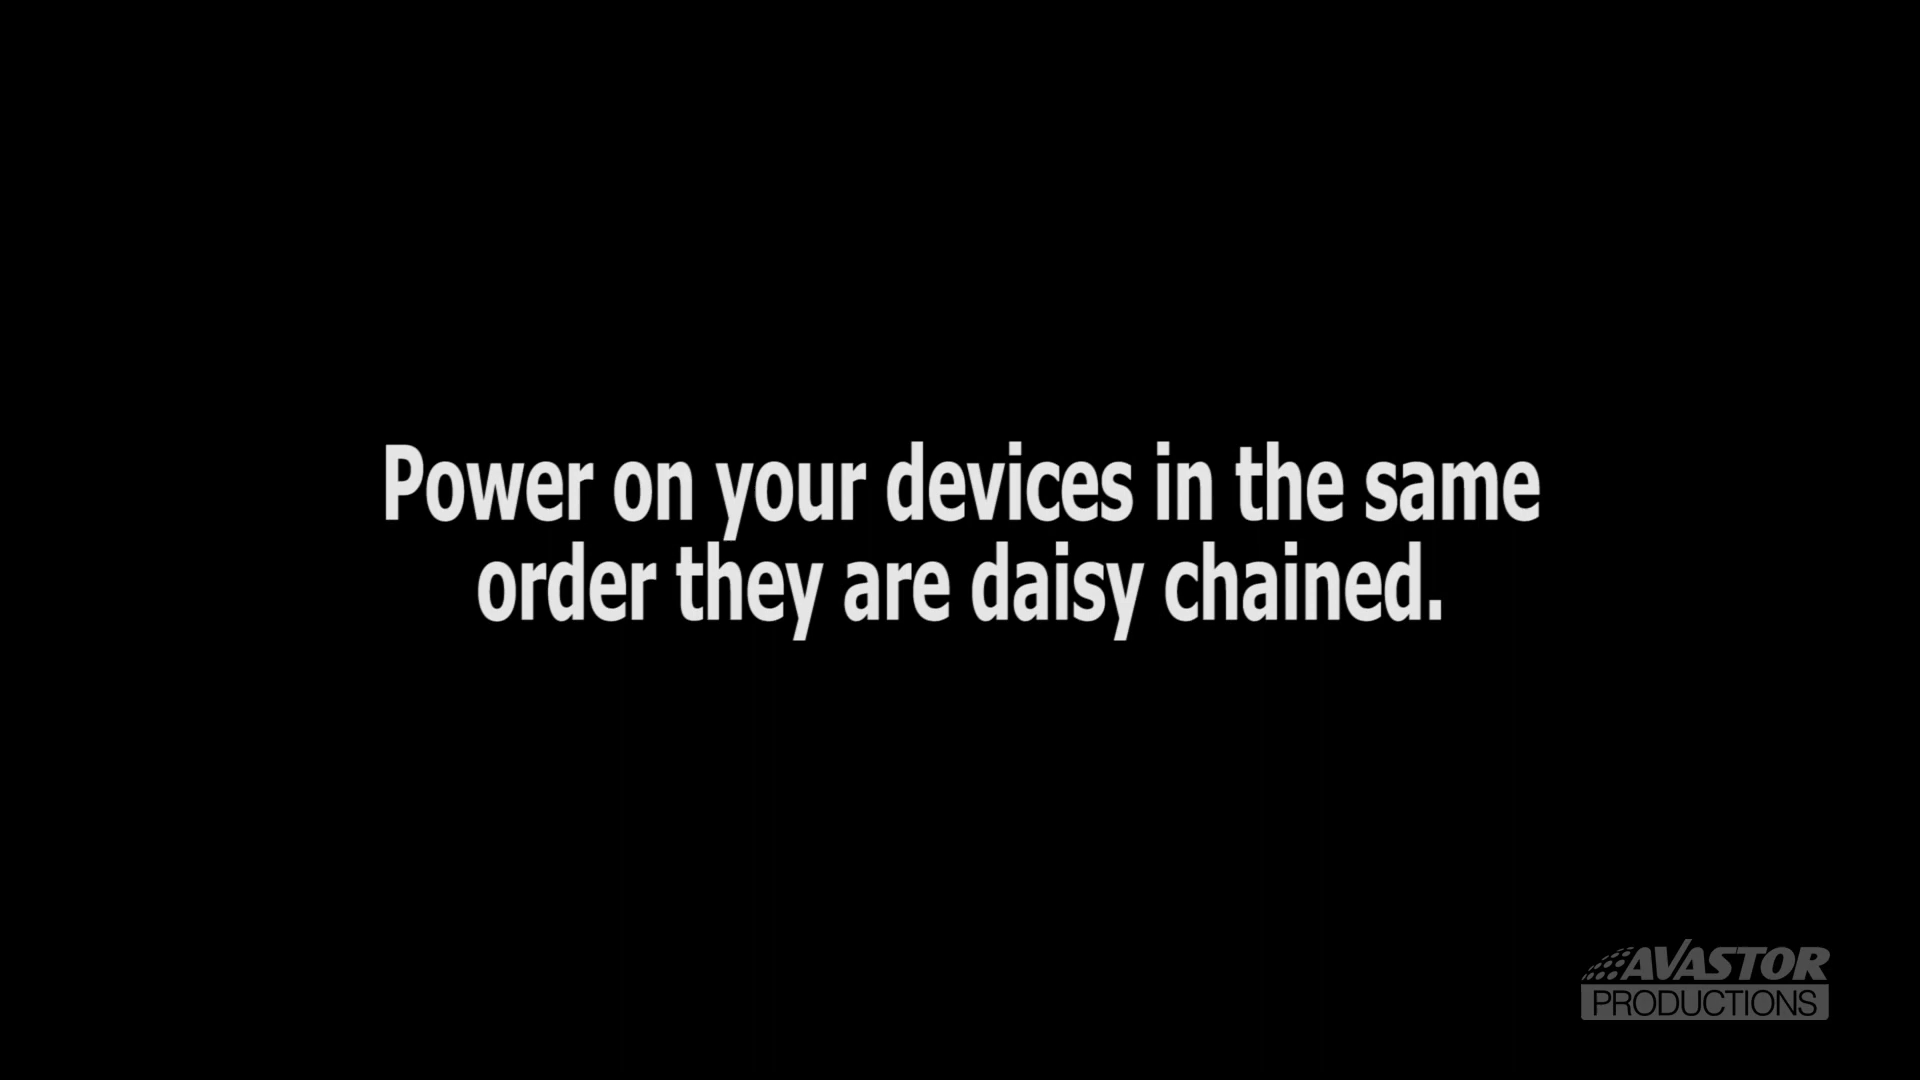 Power on your devices in the same
order they are daisy chained.
AVASTOR
PRODUCTIONS